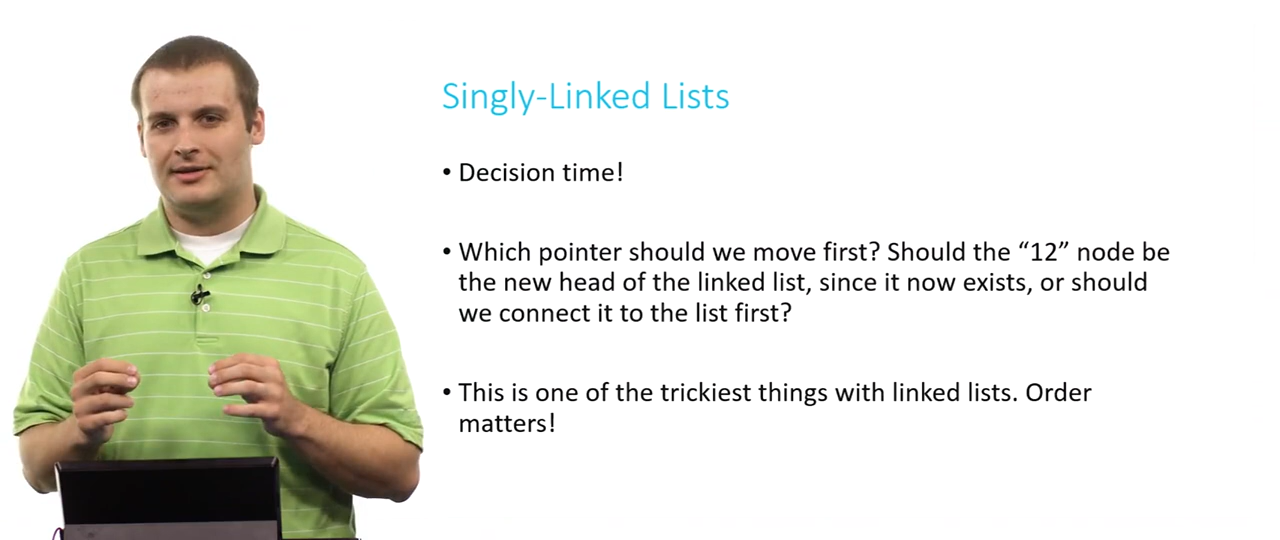 Singly-Linked Lists
• Decision time!
• Which pointer should we move first? Should the “12” node be
the new head of the linked list, since it now exists, or should
we connect it to the list first?
• This is one of the trickiest things with linked lists. Order
matters!